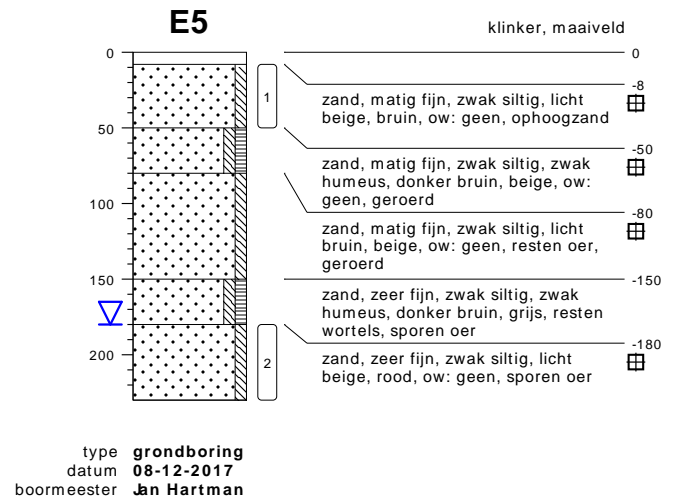 E5
klinker, maaiveld
0
0
-8
1
zand, matig fijn, zwak siltig, licht
beige, bruin, ow: geen, ophoogzand
50
-50
zand, matig fijn, zwak siltig, zwak
humeus, donker bruin, beige, ow:
geen, geroerd
-80
100
zand, matig fijn, zwak siltig, licht
bruin, beige, ow: geen, resten oer,
geroerd
150
-150
zand, zeer fijn, zwak siltig, zwak
humeus, donker bruin, grijs, resten
wortels, sporen oer
-180
200
2
zand, zeer fijn, zwak siltig, licht
beige, rood, ow: geen, sporen oer
type grondboring
datum 08-12-2017
boormeester Jan Hartman